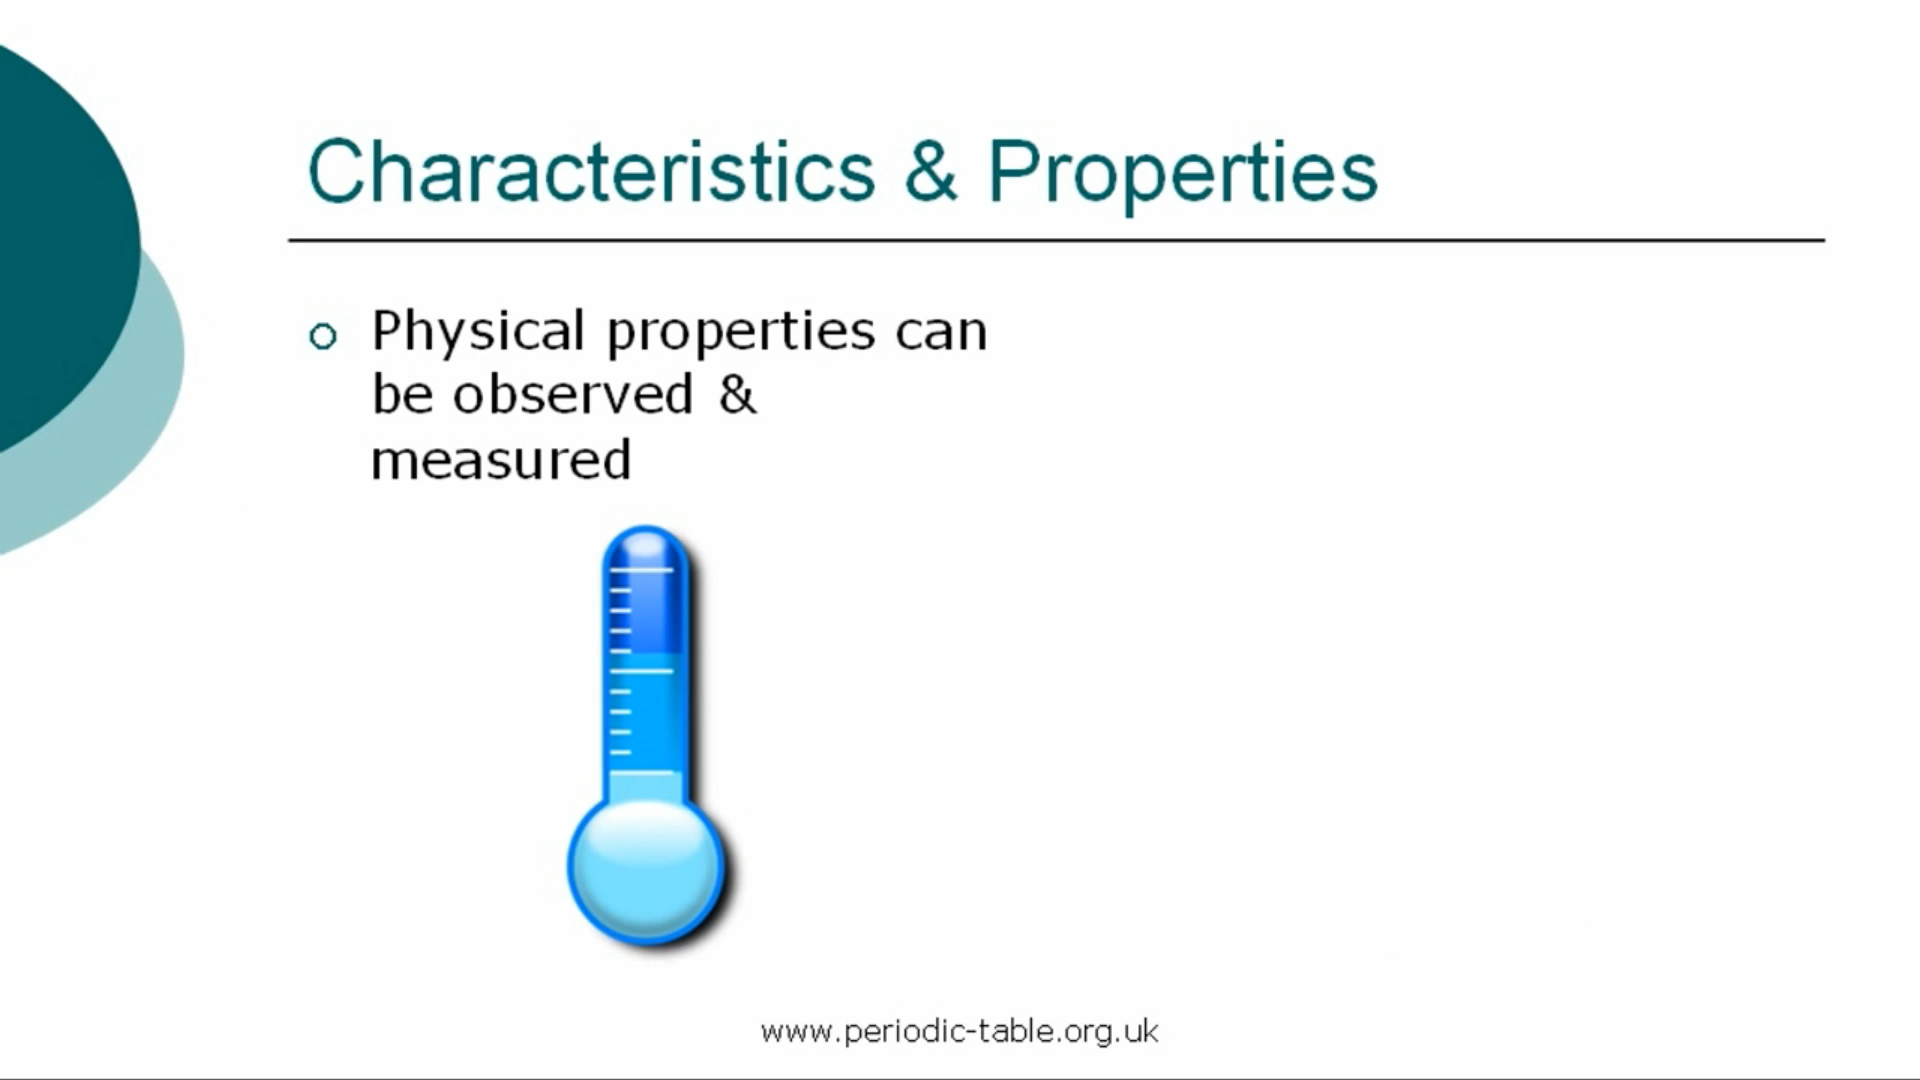 Characteristics & Properties
Physical properties can
be observed &
measured
www.periodic-table.org.uk